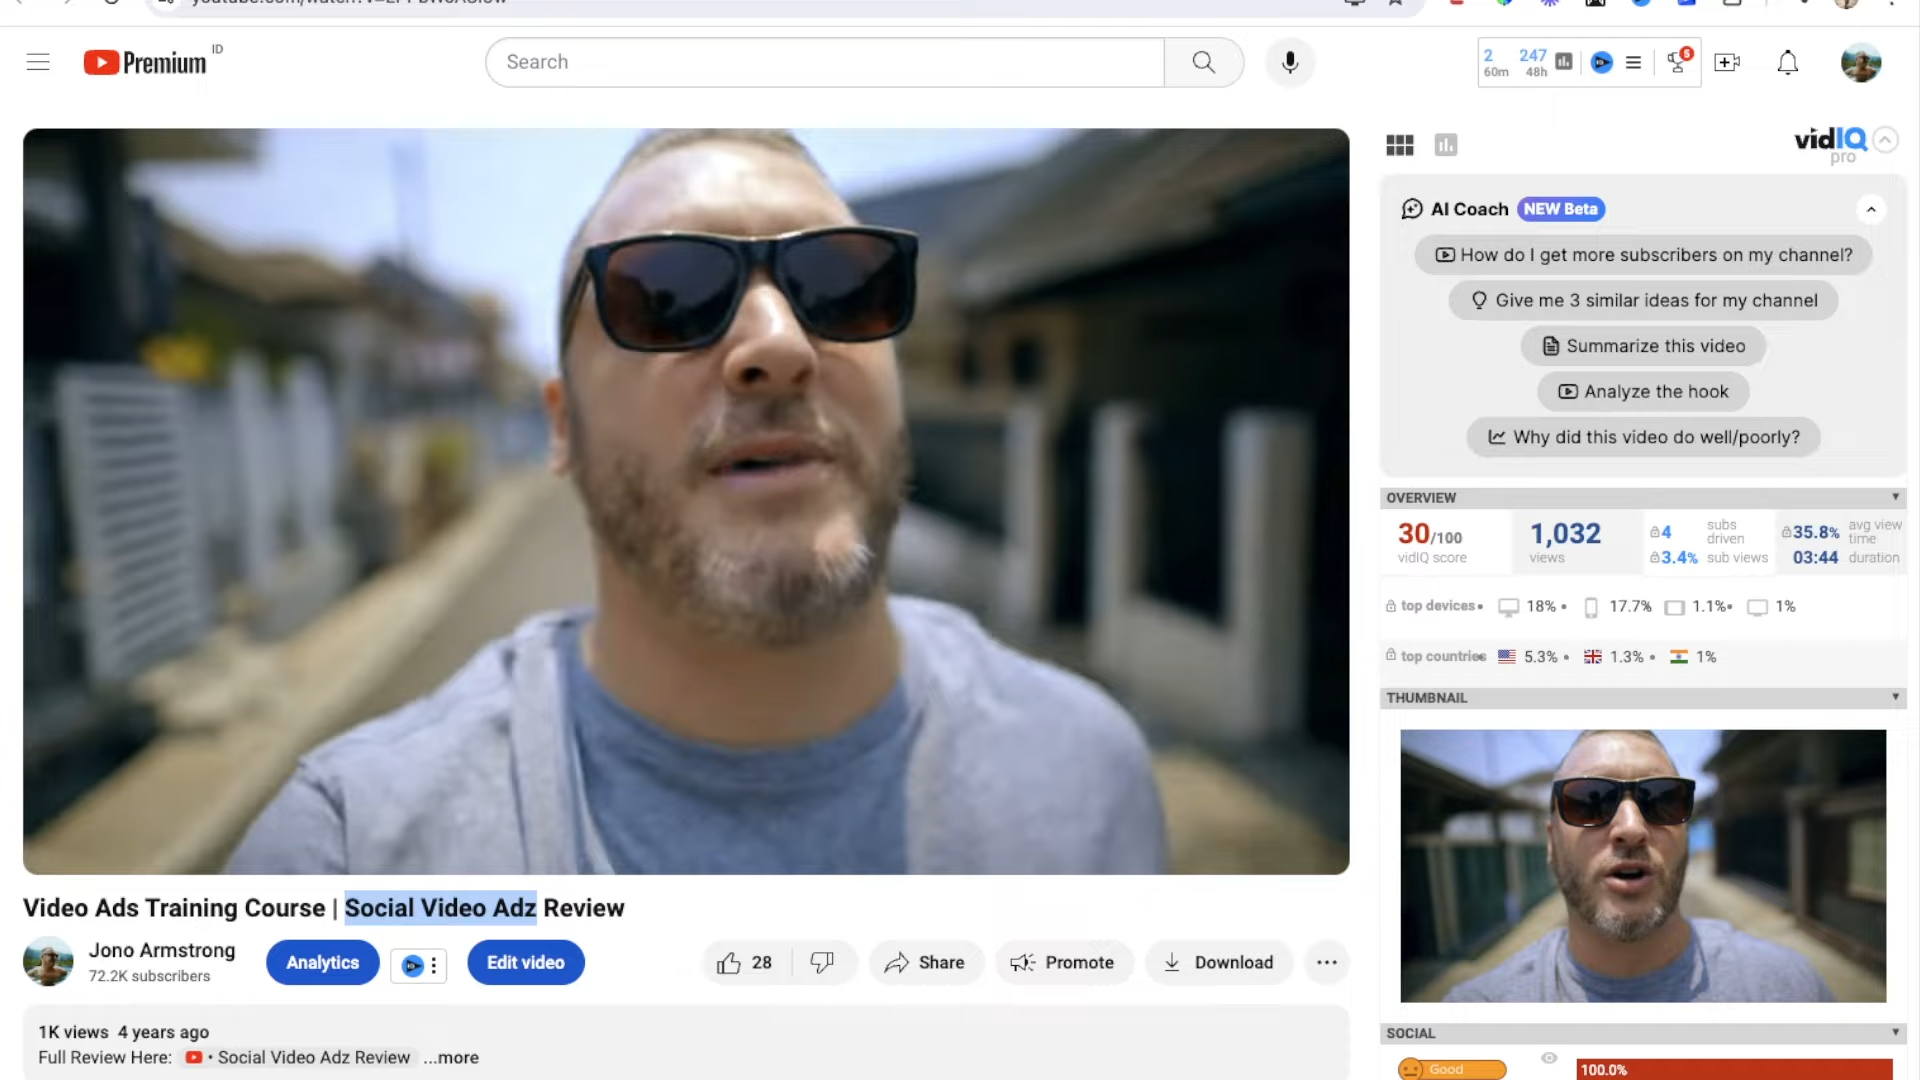 Premium ID
Search
2 247
60m 48h
5
vidIQ
pro
AI Coach NEW Beta
How do I get more subscribers on my channel?
Give me 3 similar ideas for my channel
Summarize this video
Analyze the hook
Why did this video do well/poorly?
OVERVIEW
30/100
vidIQ score
1,032
views
4 subs driven
3.4% sub views
35.8% avg view time
03:44 duration
top devices • 18% • 17.7% 1.1% • 1%
top countries 5.3% • 1.3% • 1%
THUMBNAIL
Video Ads Training Course | Social Video Adz Review
Jono Armstrong
72.2K subscribers
Analytics
Edit video
28
Share
Promote
Download
1K views 4 years ago
Full Review Here: • Social Video Adz Review ...more
SOCIAL
Good
100.0%